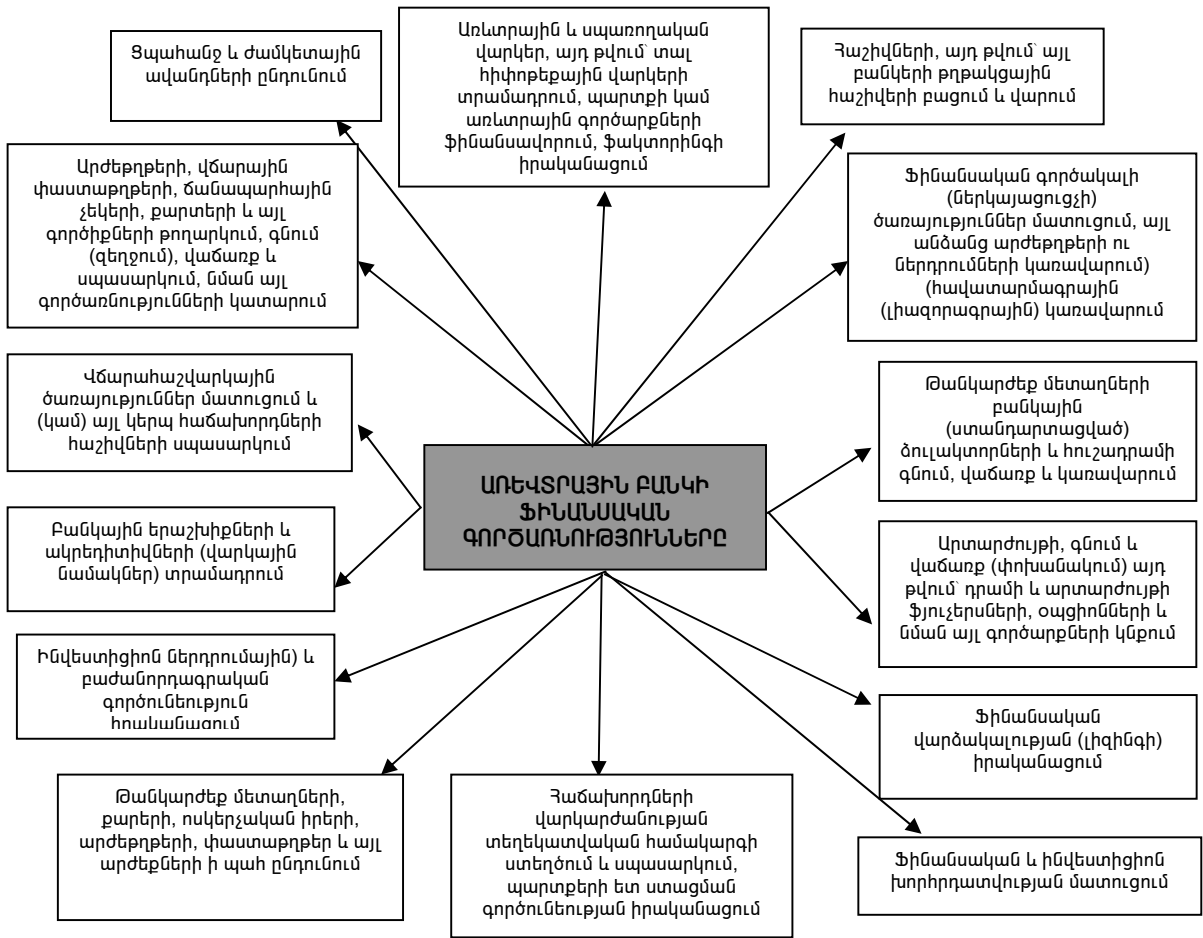 Ցպահանջ և ժամկետային
ավանդների ընդունում
Առևտրային և սպառողական
վարկեր, այդ թվում՝ տալ
հիփոթեքային վարկերի
տրամադրում, պարտքի կամ
առևտրային գործարքների
ֆինանսավորում, ֆակտորինգի
իրականացում
Հաշիվների, այդ թվում՝ այլ
բանկերի թղթակցային
հաշիվերի բացում և վարում
Արժեթղթերի, վճարային
փաստաթղթերի, ճանապարհային
չեկերի, քարտերի և այլ
գործիքների թողարկում, գնում
(զեղջում), վաճառք և
սպասարկում, նման այլ
գործառնությունների կատարում
Ֆինանսական գործակալի
(ներկայացուցչի)
ծառայություններ մատուցում, այլ
անձանց արժեթղթերի ու
ներդրումների կառավարում)
(հավատարմագրային
(լիազորագրային) կառավարում
Վճարահաշվարկային
ծառայություններ մատուցում և
(կամ) այլ կերպ հաճախորդների
հաշիվների սպասարկում
Թանկարժեք մետաղների
բանկային
(ստանդարտացված)
ձուլակտորների և հուշադրամի
գնում, վաճառք և կառավարում
ԱՌԵՎՏՐԱՅԻՆ ԲԱՆԿԻ
ՖԻՆԱՆՍԱԿԱՆ
ԳՈՐԾԱՌՆՈՒԹՅՈՒՆՆԵՐԸ
Բանկային երաշխիքների և
ակրեդիտիվների (վարկային
նամակներ) տրամադրում
Արտարժույթի, գնում և
վաճառք (փոխանակում) այդ
թվում՝ դրամի և արտարժույթի
ֆյուչերսների, օպցիոնների և
նման այլ գործարքների կնքում
Ինվեստիցիոն ներդրումային) և
բաժանորդագրական
գործունեություն
իրականացում
Ֆինանսական
վարձակալության (լիզինգի)
իրականացում
Թանկարժեք մետաղների,
քարերի, ոսկերչական իրերի,
արժեթղթերի, փաստաթղթեր և այլ
արժեքների ի պահ ընդունում
Հաճախորդների
վարկարժանության
տեղեկատվական համակարգի
ստեղծում և սպասարկում,
պարտքերի ետ ստացման
գործունեության իրականացում
Ֆինանսական և ինվեստիցիոն
խորհրդատվության մատուցում